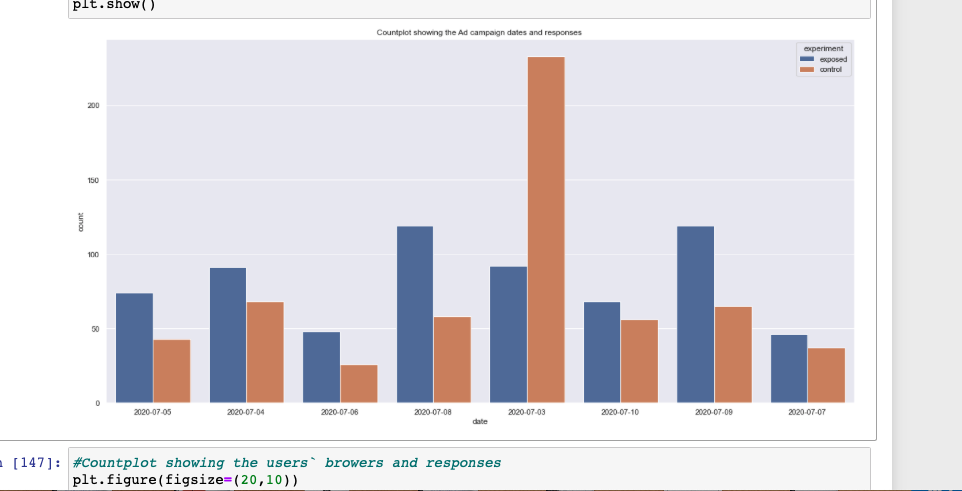 plt.show()
Countplot showing the Ad campaign dates and responses
experiment
exposed
control
200
150
100
50
0
count
2020-07-05 2020-07-04 2020-07-06 2020-07-08 2020-07-03 2020-07-10 2020-07-09 2020-07-07
date
n [147]: #Countplot showing the users` browers and responses
plt.figure(figsize=(20,10))